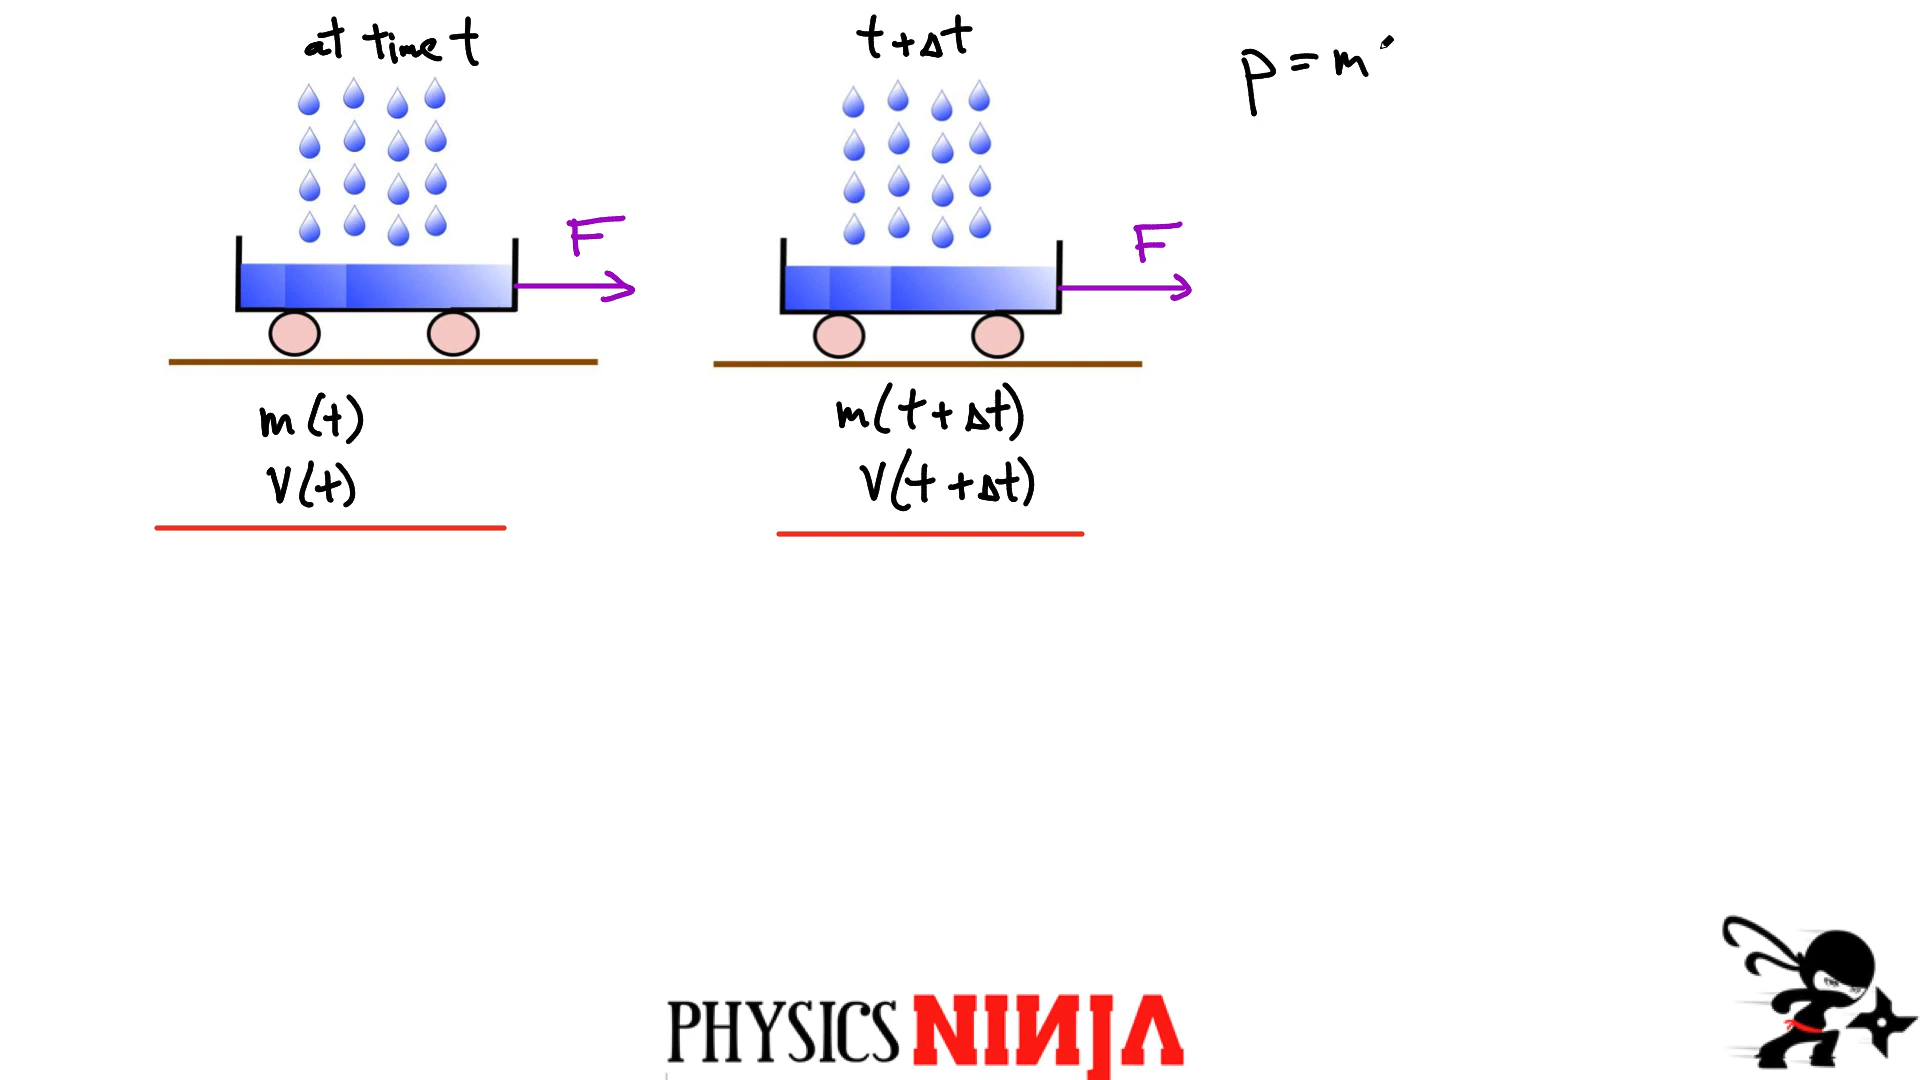 at time t
t+Δt
p = m
F
F
m(t)
m(t+Δt)
V(t)
V(t+Δt)
PHYSICS NINJA